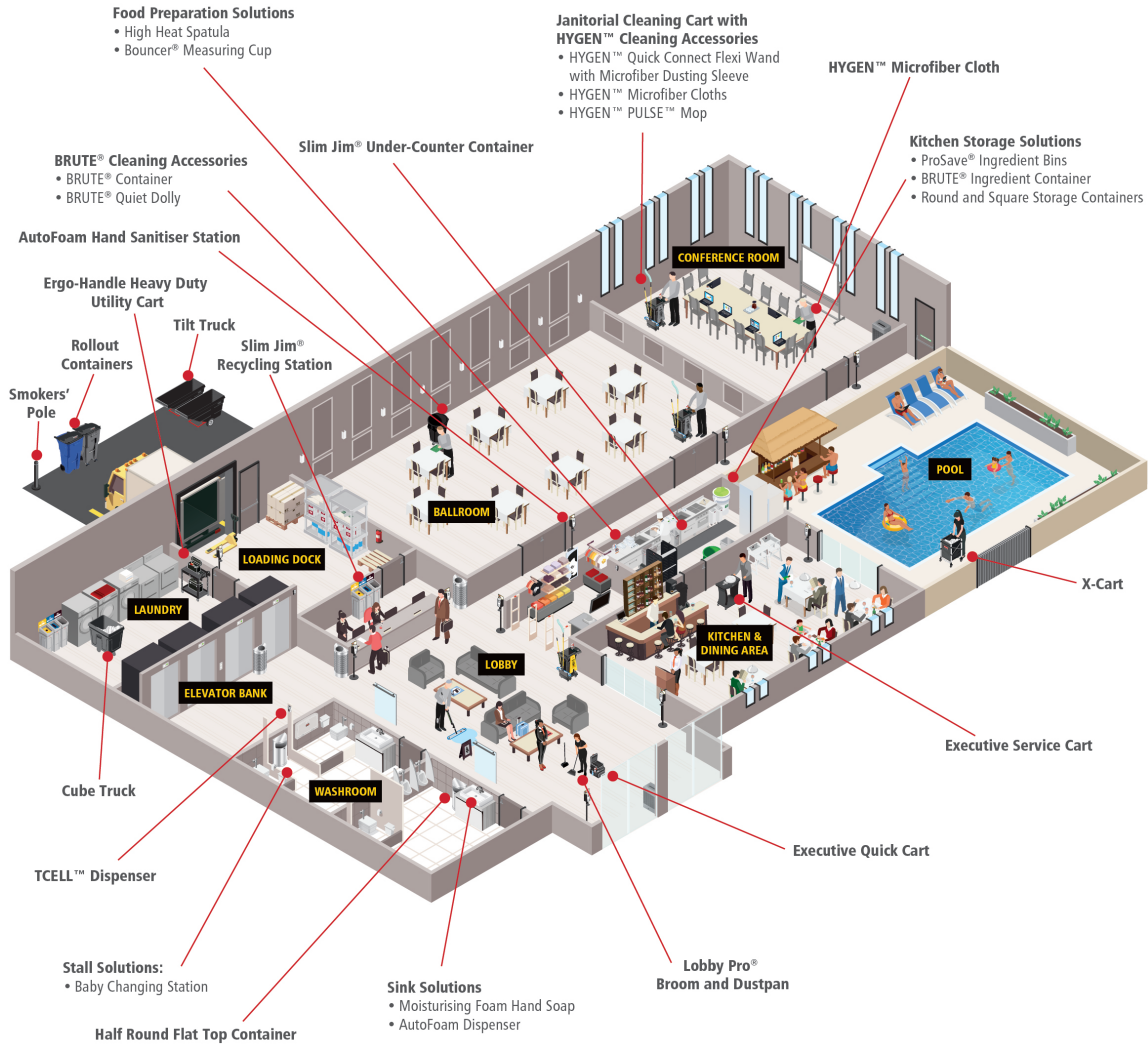 Food Preparation Solutions
• High Heat Spatula
• Bouncer® Measuring Cup
Janitorial Cleaning Cart with
HYGEN™ Cleaning Accessories
• HYGEN™ Quick Connect Flexi Wand
with Microfiber Dusting Sleeve
• HYGEN™ Microfiber Cloths
• HYGEN™ PULSE™ Mop
HYGEN™ Microfiber Cloth
Slim Jim® Under-Counter Container
Kitchen Storage Solutions
• ProSave® Ingredient Bins
• BRUTE® Ingredient Container
• Round and Square Storage Containers
BRUTE® Cleaning Accessories
• BRUTE® Container
• BRUTE® Quiet Dolly
AutoFoam Hand Sanitiser Station
Ergo-Handle Heavy Duty
Utility Cart
Tilt Truck
Rollout
Containers
Slim Jim®
Recycling Station
Smokers’
Pole
CONFERENCE ROOM
POOL
BALLROOM
LOADING DOCK
LAUNDRY
KITCHEN &
DINING AREA
LOBBY
ELEVATOR BANK
WASHROOM
X-Cart
Executive Service Cart
Cube Truck
Executive Quick Cart
TCELL™ Dispenser
Stall Solutions:
• Baby Changing Station
Sink Solutions
• Moisturising Foam Hand Soap
• AutoFoam Dispenser
Lobby Pro®
Broom and Dustpan
Half Round Flat Top Container